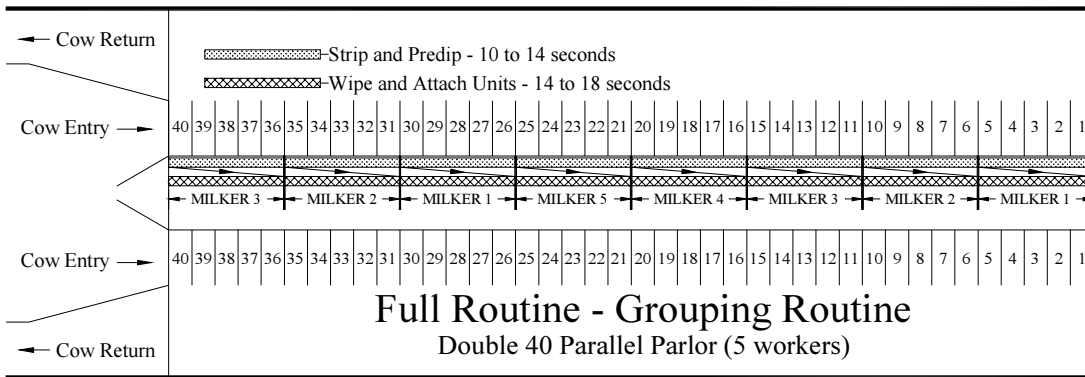 Cow Return
Strip and Predip - 10 to 14 seconds
Wipe and Attach Units - 14 to 18 seconds
Cow Entry
40 39 38 37 36 35 34 33 32 31 30 29 28 27 26 25 24 23 22 21 20 19 18 17 16 15 14 13 12 11 10 9 8 7 6 5 4 3 2 1
MILKER 3 MILKER 2 MILKER 1 MILKER 5 MILKER 4 MILKER 3 MILKER 2 MILKER 1
Cow Entry
40 39 38 37 36 35 34 33 32 31 30 29 28 27 26 25 24 23 22 21 20 19 18 17 16 15 14 13 12 11 10 9 8 7 6 5 4 3 2 1
Full Routine - Grouping Routine
Double 40 Parallel Parlor (5 workers)
Cow Return